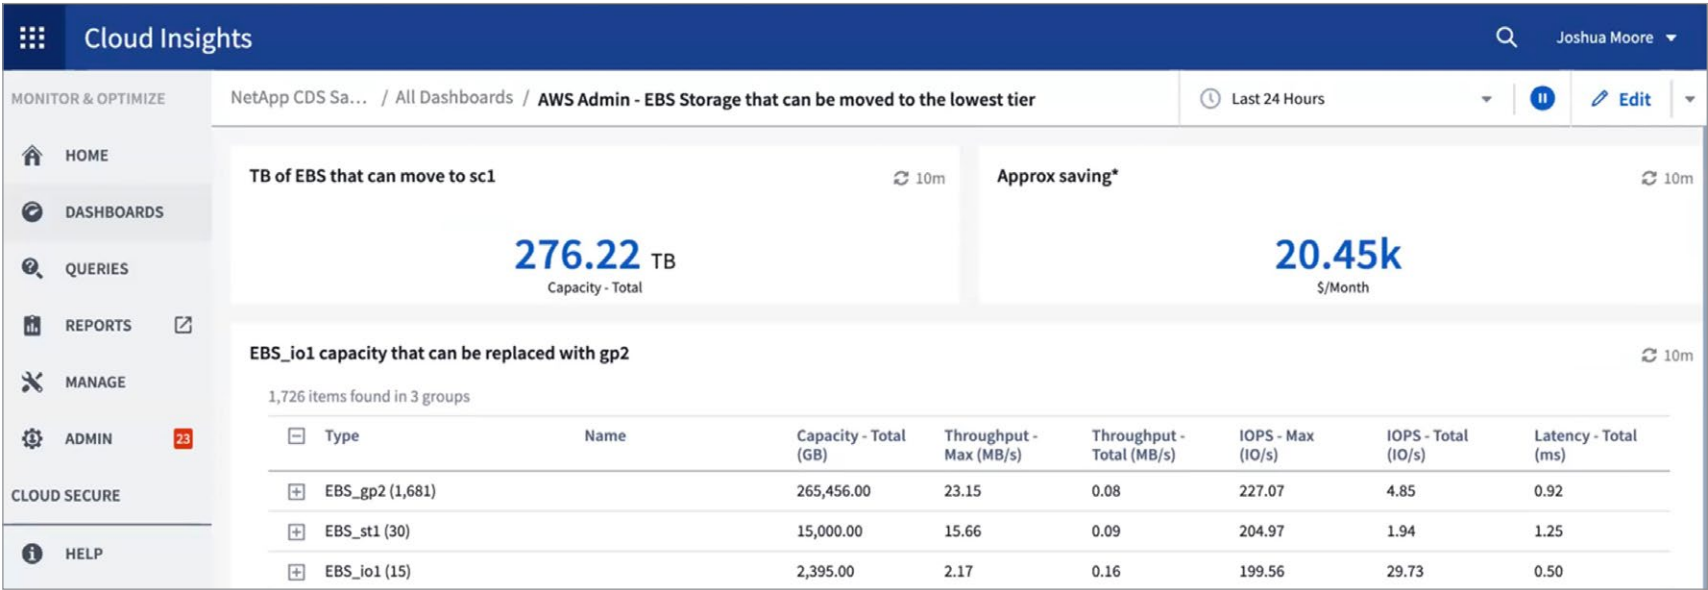 Cloud Insights
Joshua Moore
MONITOR & OPTIMIZE
HOME
DASHBOARDS
QUERIES
REPORTS
MANAGE
ADMIN 23
CLOUD SECURE
HELP
NetApp CDS Sa... / All Dashboards / AWS Admin - EBS Storage that can be moved to the lowest tier
Last 24 Hours
Edit
TB of EBS that can move to sc1
10m
276.22 TB
Capacity - Total
Approx saving*
10m
20.45k
$/Month
EBS_io1 capacity that can be replaced with gp2
10m
1,726 items found in 3 groups
Type Name Capacity - Total (GB) Throughput - Max (MB/s) Throughput - Total (MB/s) IOPS - Max (IO/s) IOPS - Total (IO/s) Latency - Total (ms)
EBS_gp2 (1,681) 265,456.00 23.15 0.08 227.07 4.85 0.92
EBS_st1 (30) 15,000.00 15.66 0.09 204.97 1.94 1.25
EBS_io1 (15) 2,395.00 2.17 0.16 199.56 29.73 0.50